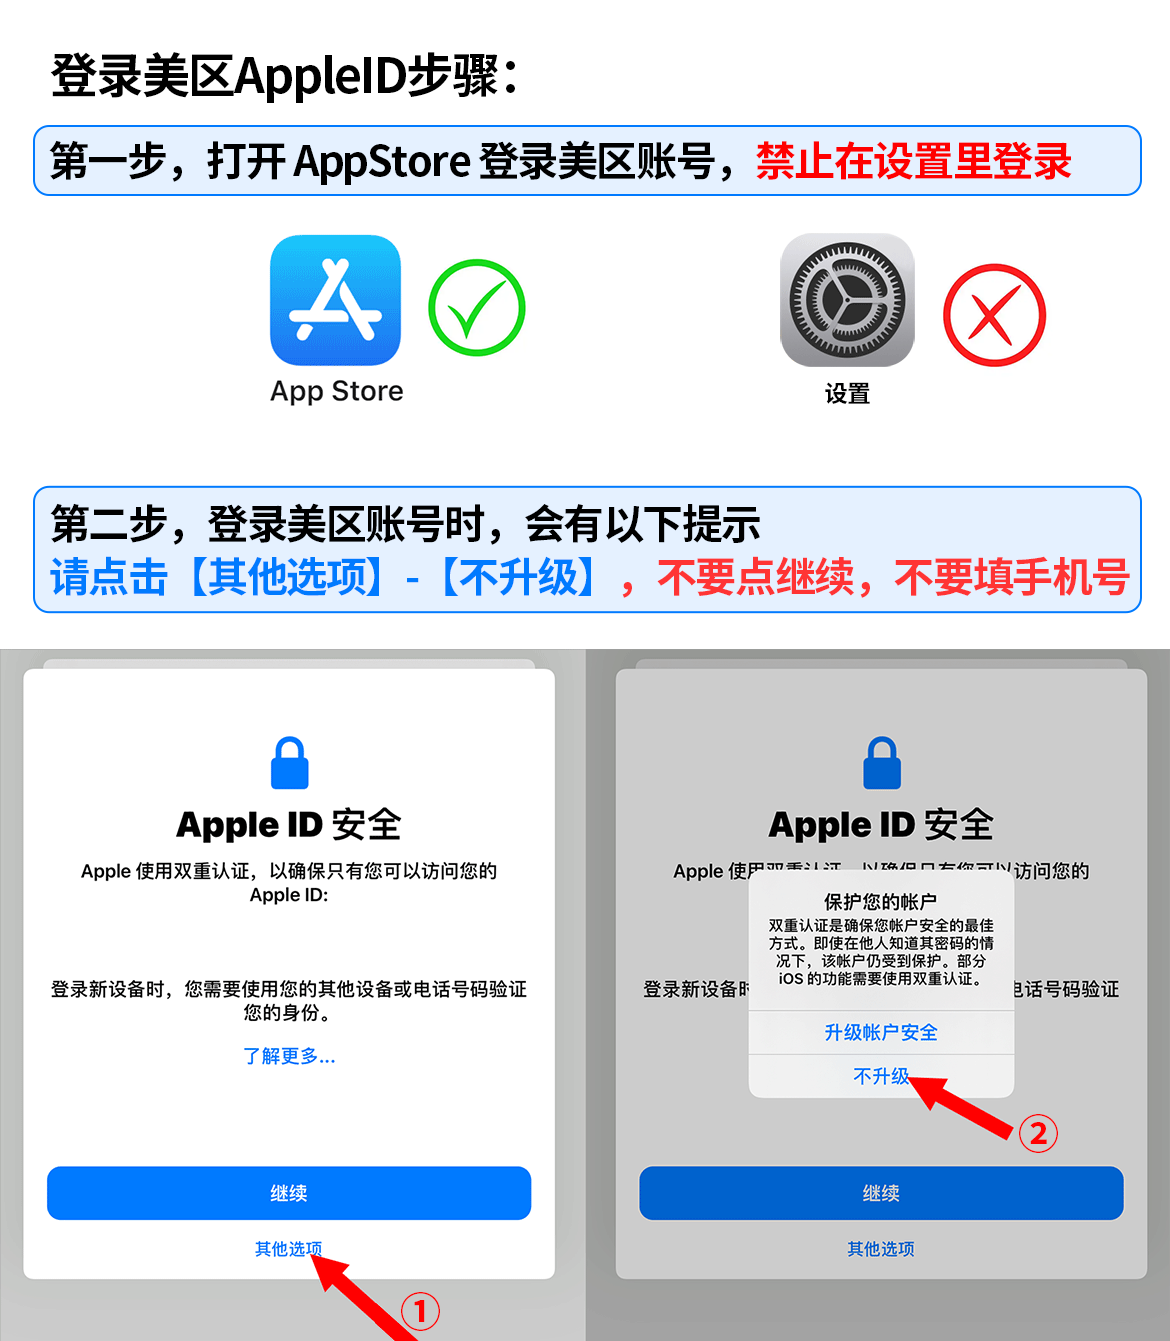 登录美区AppleID步骤：
第一步，打开 AppStore 登录美区账号，禁止在设置里登录
App Store
设置
第二步，登录美区账号时，会有以下提示
请点击【其他选项】-【不升级】，不要点继续，不要填手机号
Apple ID 安全
Apple 使用双重认证，以确保只有您可以访问您的
Apple ID:
登录新设备时，您需要使用您的其他设备或电话号码验证
您的身份。
了解更多...
继续
其他选项
①
Apple ID 安全
Apple 使用双重认证，以确保只有您可以访问您的
保护您的帐户
双重认证是确保您帐户安全的最佳
方式。即使在他人知道其密码的情
况下，该帐户仍受到保护。部分
iOS 的功能需要使用双重认证。
登录新设备时
电话号码验证
升级帐户安全
不升级
②
继续
其他选项